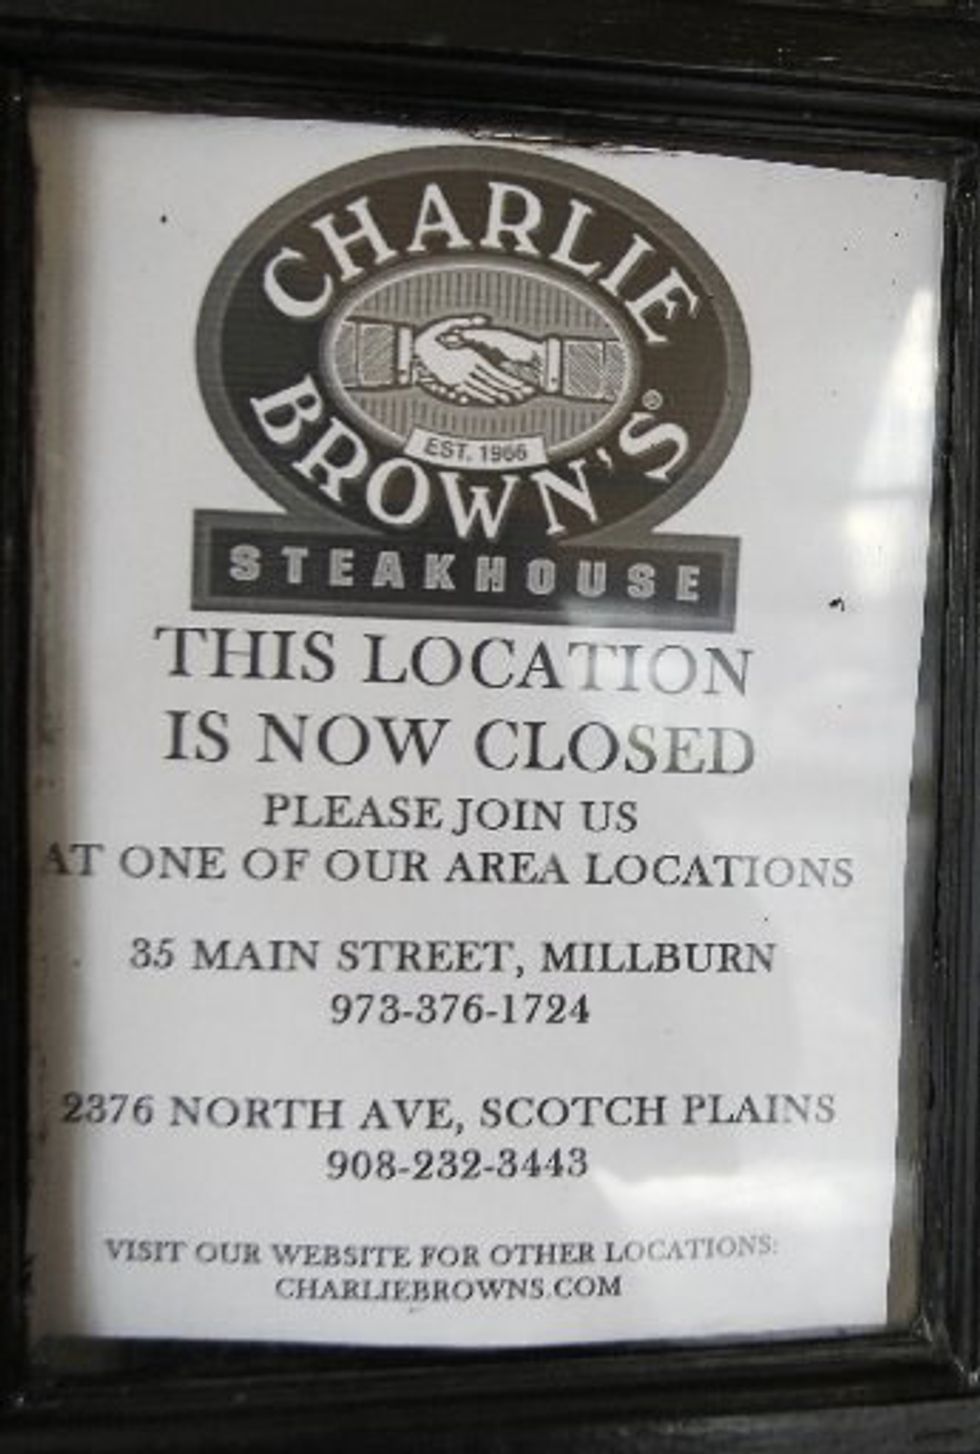 CHARLIE
BROWN'S®
EST. 1966
STEAKHOUSE
THIS LOCATION
IS NOW CLOSED
PLEASE JOIN US
AT ONE OF OUR AREA LOCATIONS
35 MAIN STREET, MILLBURN
973-376-1724
2376 NORTH AVE, SCOTCH PLAINS
908-232-3443
VISIT OUR WEBSITE FOR OTHER LOCATIONS:
CHARLIEBROWNS.COM